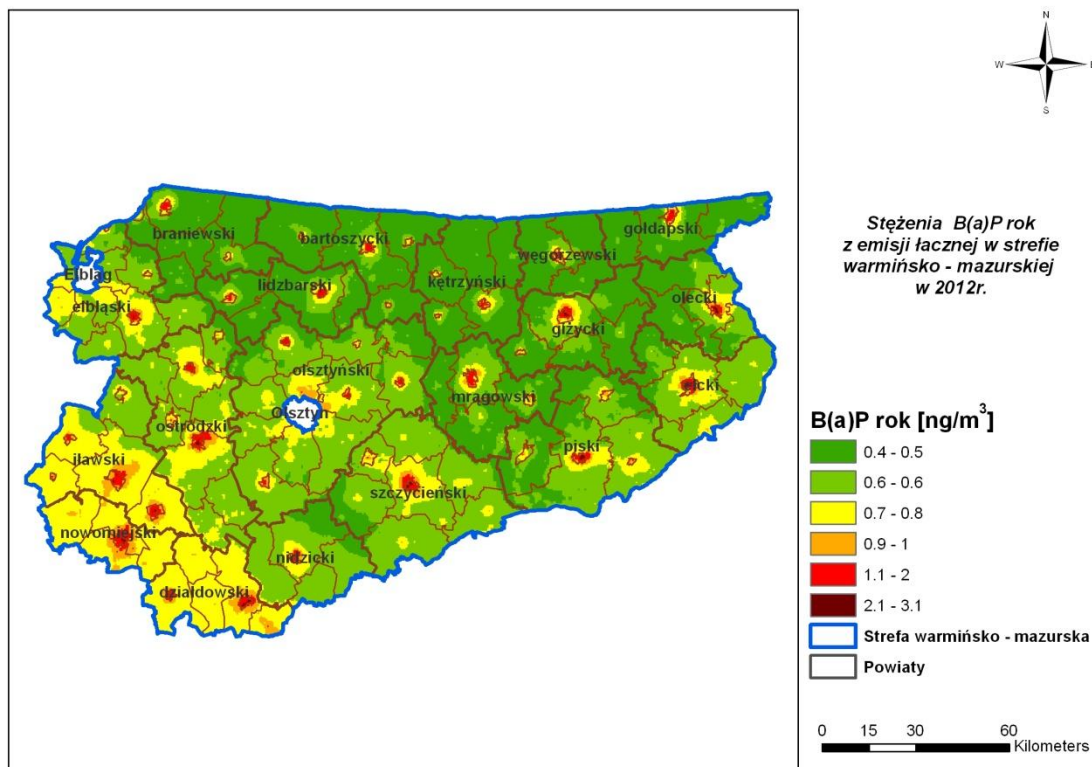 N
W
E
S
Stężenia B(a)P rok
z emisji łacznej w strefie
warmińsko - mazurskiej
w 2012r.
braniewski
bartoszycki
gołdapski
węgorzewski
Elbląg
lidzbarski
kętrzyński
olecki
elbląski
giżycki
olsztyński
ełcki
mrągowski
Olsztyn
ostródzki
piski
iławski
szczycieński
nowomiejski
nidzicki
działdowski
B(a)P rok [ng/m³]
0.4 - 0.5
0.6 - 0.6
0.7 - 0.8
0.9 - 1
1.1 - 2
2.1 - 3.1
Strefa warmińsko - mazurska
Powiaty
0 15 30 60
Kilometers